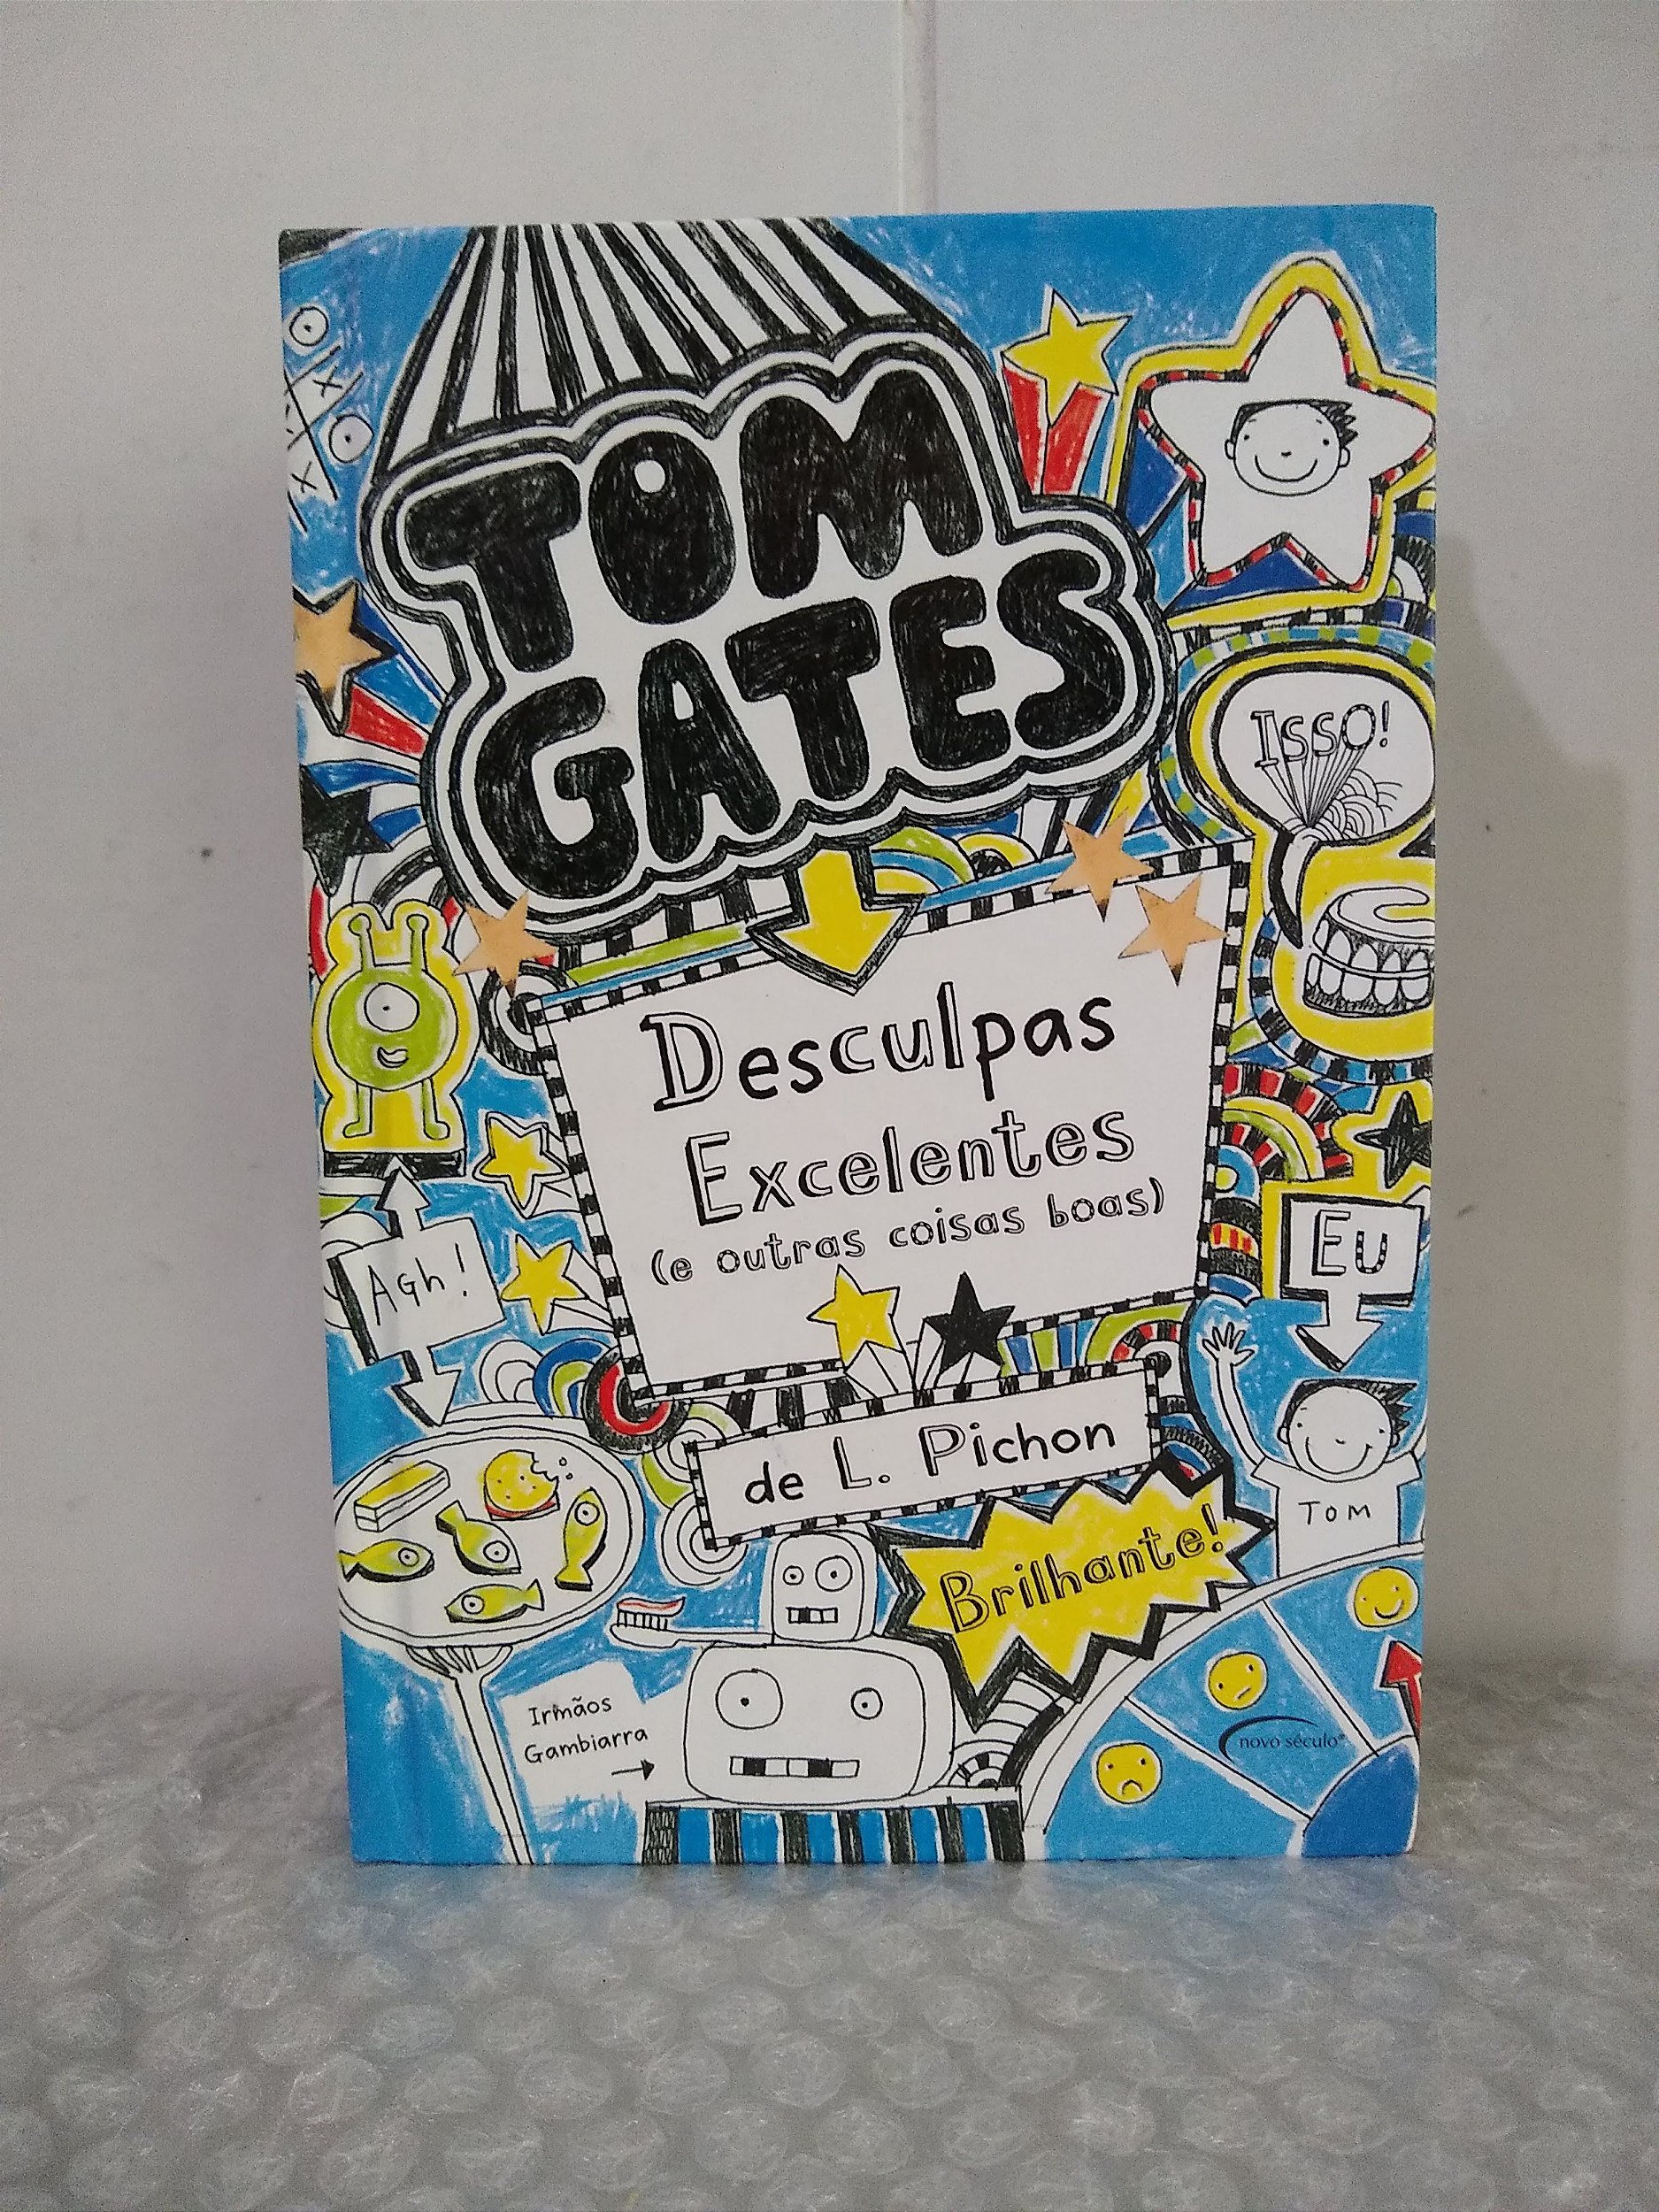 TOM
GATES
ISSO!
Desculpas
Excelentes
(e outras coisas boas)
Agh!
EU
de L. Pichon
TOM
Brilhante!
Irmãos
Gambiarra
novo século®